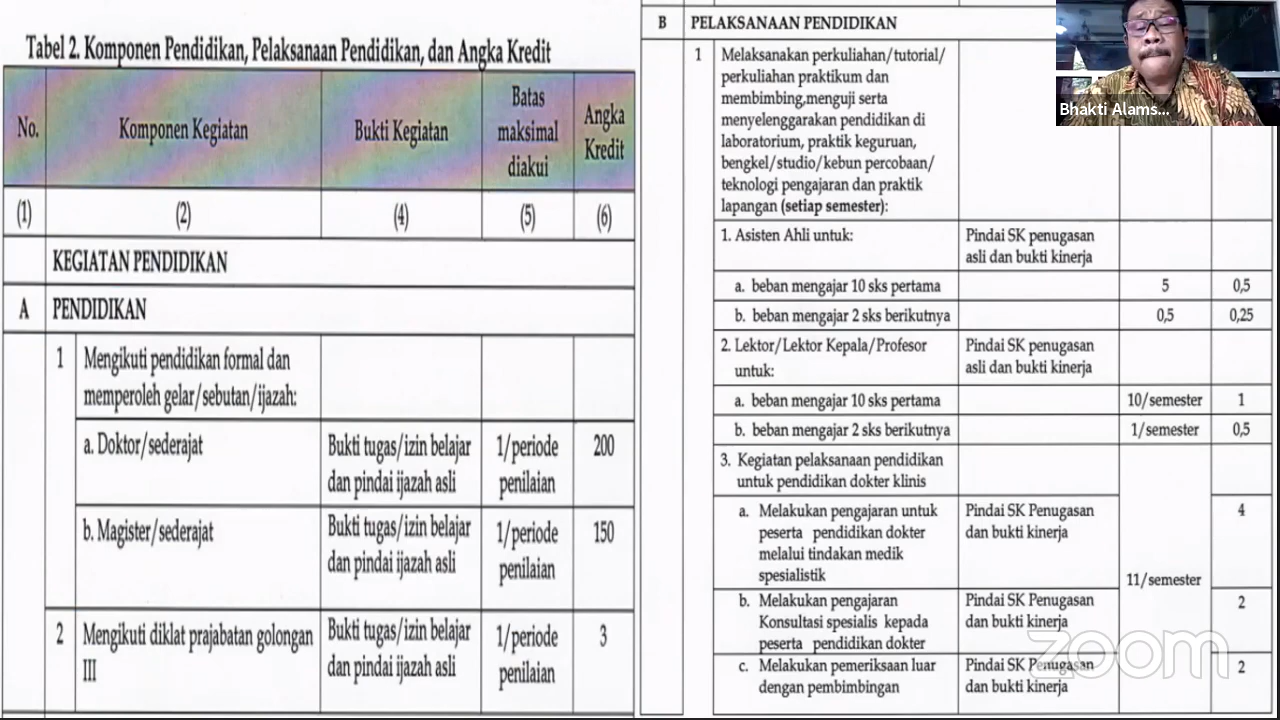 Tabel 2. Komponen Pendidikan, Pelaksanaan Pendidikan, dan Angka Kredit
No.
Komponen Kegiatan
Bukti Kegiatan
Batas
maksimal
diakui
Angka
Kredit
(1)
(2)
(4)
(5)
(6)
KEGIATAN PENDIDIKAN
A
PENDIDIKAN
1
Mengikuti pendidikan formal dan
memperoleh gelar/sebutan/ijazah:
a. Doktor/sederajat
Bukti tugas/izin belajar
dan pindai ijazah asli
1/periode
penilaian
200
b. Magister/sederajat
Bukti tugas/izin belajar
dan pindai ijazah asli
1/periode
penilaian
150
2
Mengikuti diklat prajabatan golongan
III
Bukti tugas/izin belajar
dan pindai ijazah asli
1/periode
penilaian
3
B
PELAKSANAAN PENDIDIKAN
1
Melaksanakan perkuliahan/tutorial/
perkuliahan praktikum dan
membimbing,menguji serta
menyelenggarakan pendidikan di
laboratorium, praktik keguruan,
bengkel/studio/kebun percobaan/
teknologi pengajaran dan praktik
lapangan (setiap semester):
1. Asisten Ahli untuk:
Pindai SK penugasan
asli dan bukti kinerja
a. beban mengajar 10 sks pertama
5
0,5
b. beban mengajar 2 sks berikutnya
0,5
0,25
2. Lektor/Lektor Kepala/Profesor
untuk:
Pindai SK penugasan
asli dan bukti kinerja
a. beban mengajar 10 sks pertama
10/semester
1
b. beban mengajar 2 sks berikutnya
1/semester
0,5
3. Kegiatan pelaksanaan pendidikan
untuk pendidikan dokter klinis
11/semester
a. Melakukan pengajaran untuk
peserta pendidikan dokter
melalui tindakan medik
spesialistik
Pindai SK Penugasan
dan bukti kinerja
4
b. Melakukan pengajaran
Konsultasi spesialis kepada
peserta pendidikan dokter
Pindai SK Penugasan
dan bukti kinerja
2
c. Melakukan pemeriksaan luar
dengan pembimbingan
Pindai SK Penugasan
dan bukti kinerja
2
Bhakti Alams...
zoom